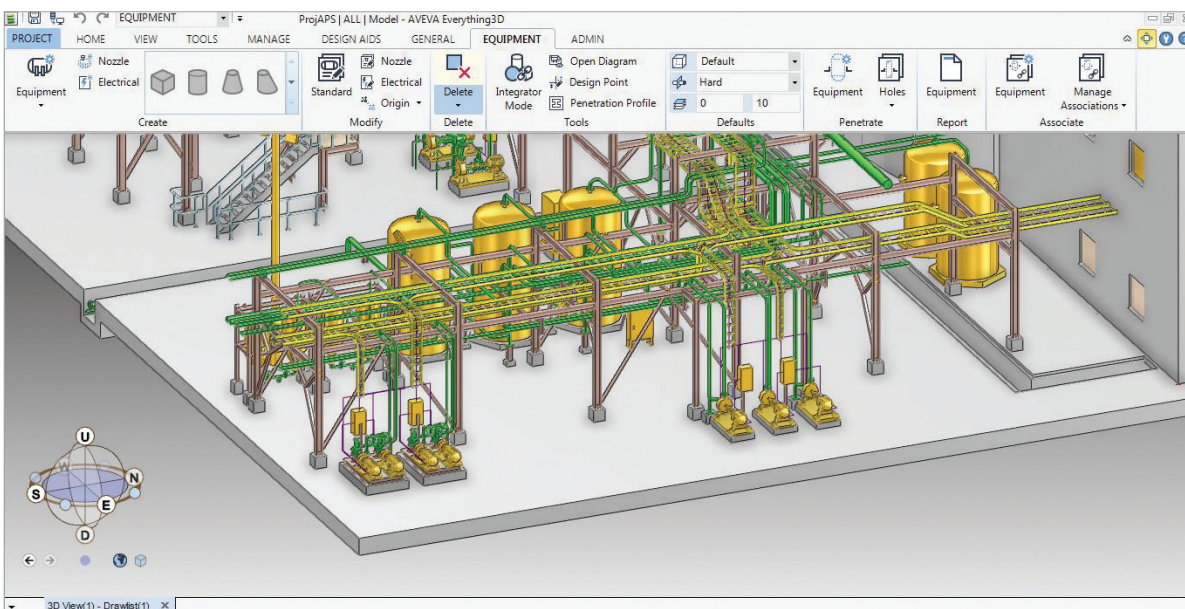 EQUIPMENT
ProjAPS | ALL | Model - AVEVA Everything3D
PROJECT HOME VIEW TOOLS MANAGE DESIGN AIDS GENERAL EQUIPMENT ADMIN
Equipment
Nozzle
Electrical
Create
Standard
Nozzle
Electrical
Origin
Modify
Delete
Delete
Integrator
Mode
Open Diagram
Design Point
Penetration Profile
Tools
Default
Hard
0 10
Defaults
Equipment
Holes
Penetrate
Equipment
Report
Equipment
Manage
Associations
Associate
U
W
N
S
E
D
3D View(1) - Drawlist(1)